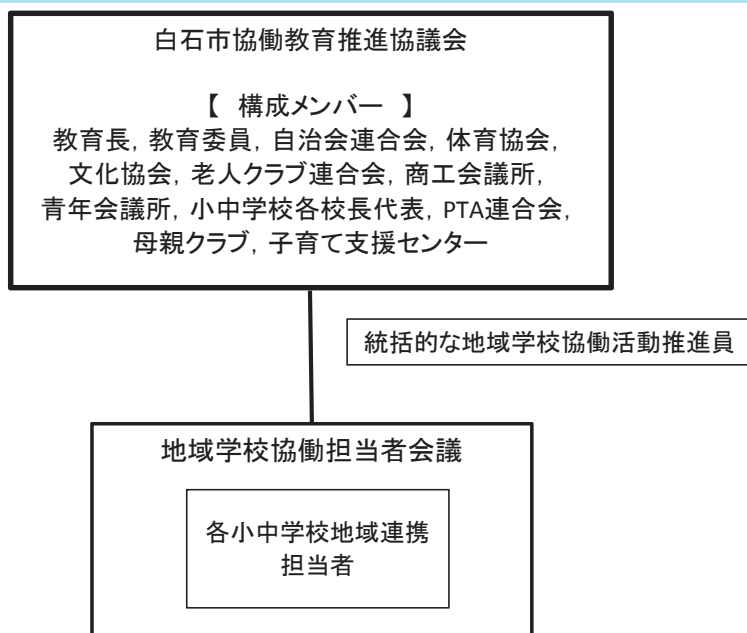 白石市協働教育推進協議会
【 構成メンバー 】
教育長, 教育委員, 自治会連合会, 体育協会,
文化協会, 老人クラブ連合会, 商工会議所,
青年会議所, 小中学校各校長代表, PTA連合会,
母親クラブ, 子育て支援センター
統括的な地域学校協働活動推進員
地域学校協働担当者会議
各小中学校地域連携
担当者